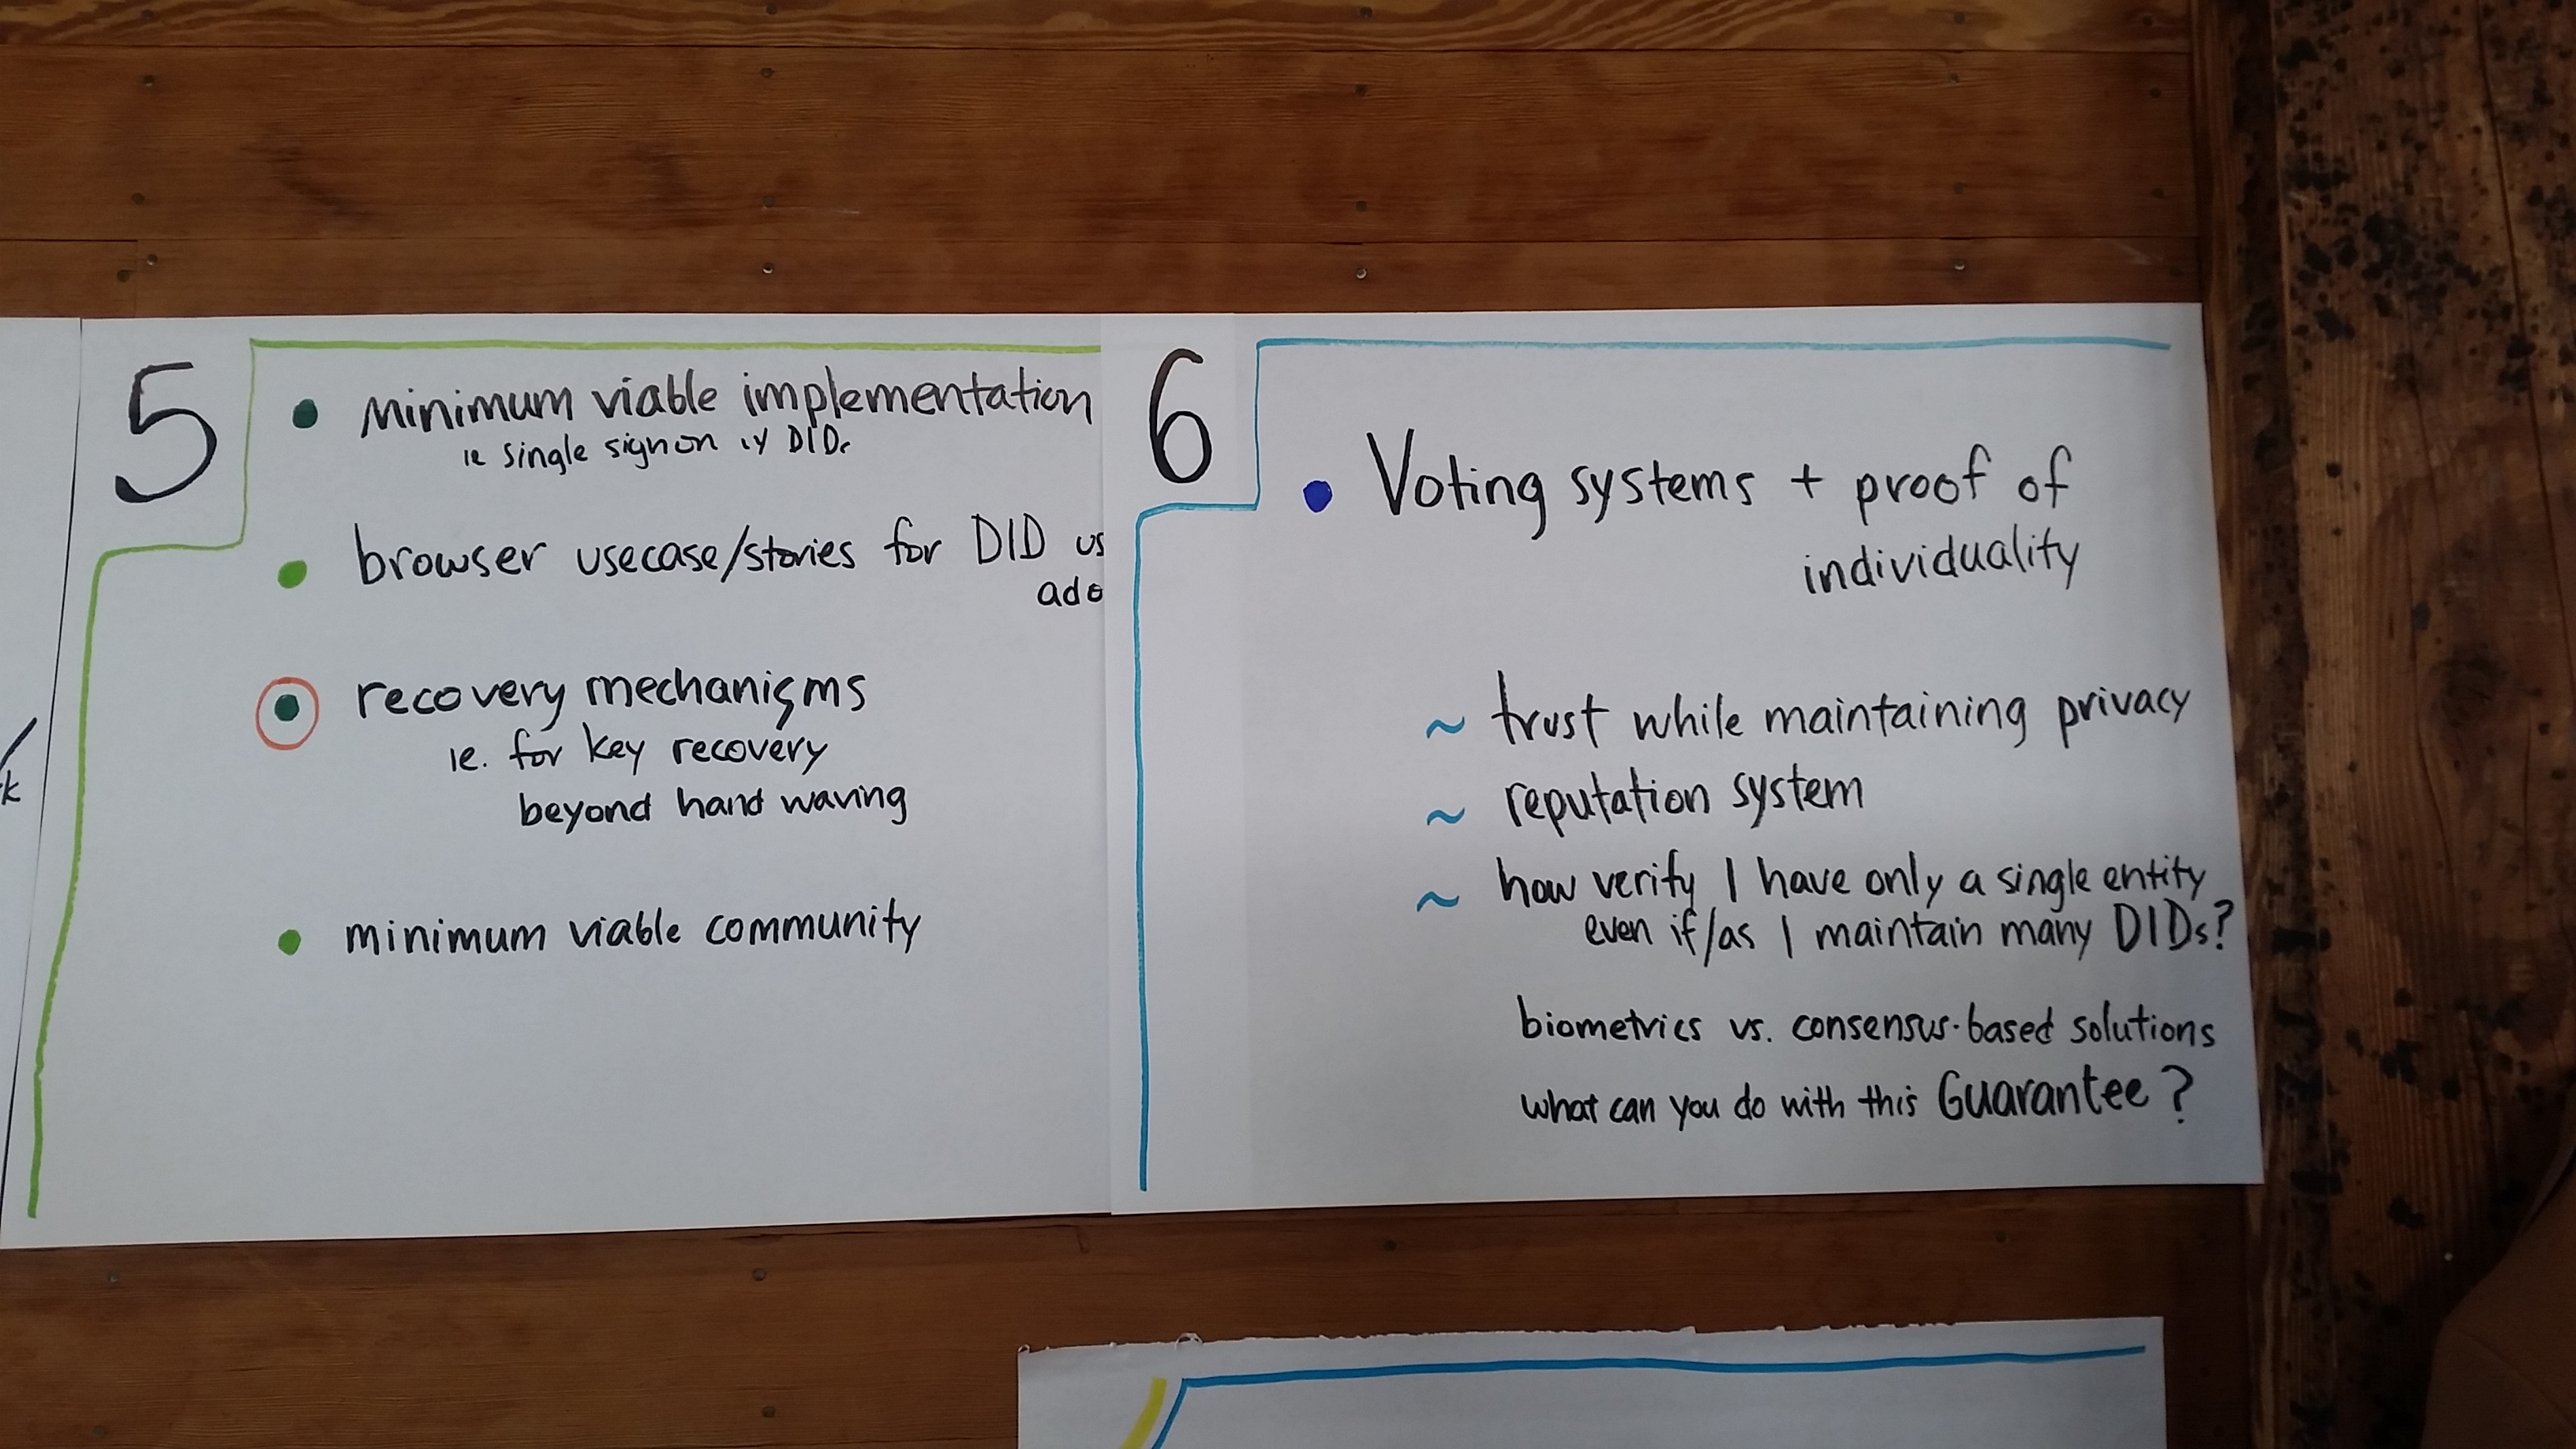 5
minimum viable implementation
ie single signon w/ DIDs
browser usecase/stories for DID us
ado
recovery mechanisms
ie. for key recovery
beyond hand waving
minimum viable community
6
Voting systems + proof of
individuality
~ trust while maintaining privacy
~ reputation system
~ how verify I have only a single entity
even if/as I maintain many DIDs?
biometrics vs. consensus-based solutions
what can you do with this Guarantee?
k